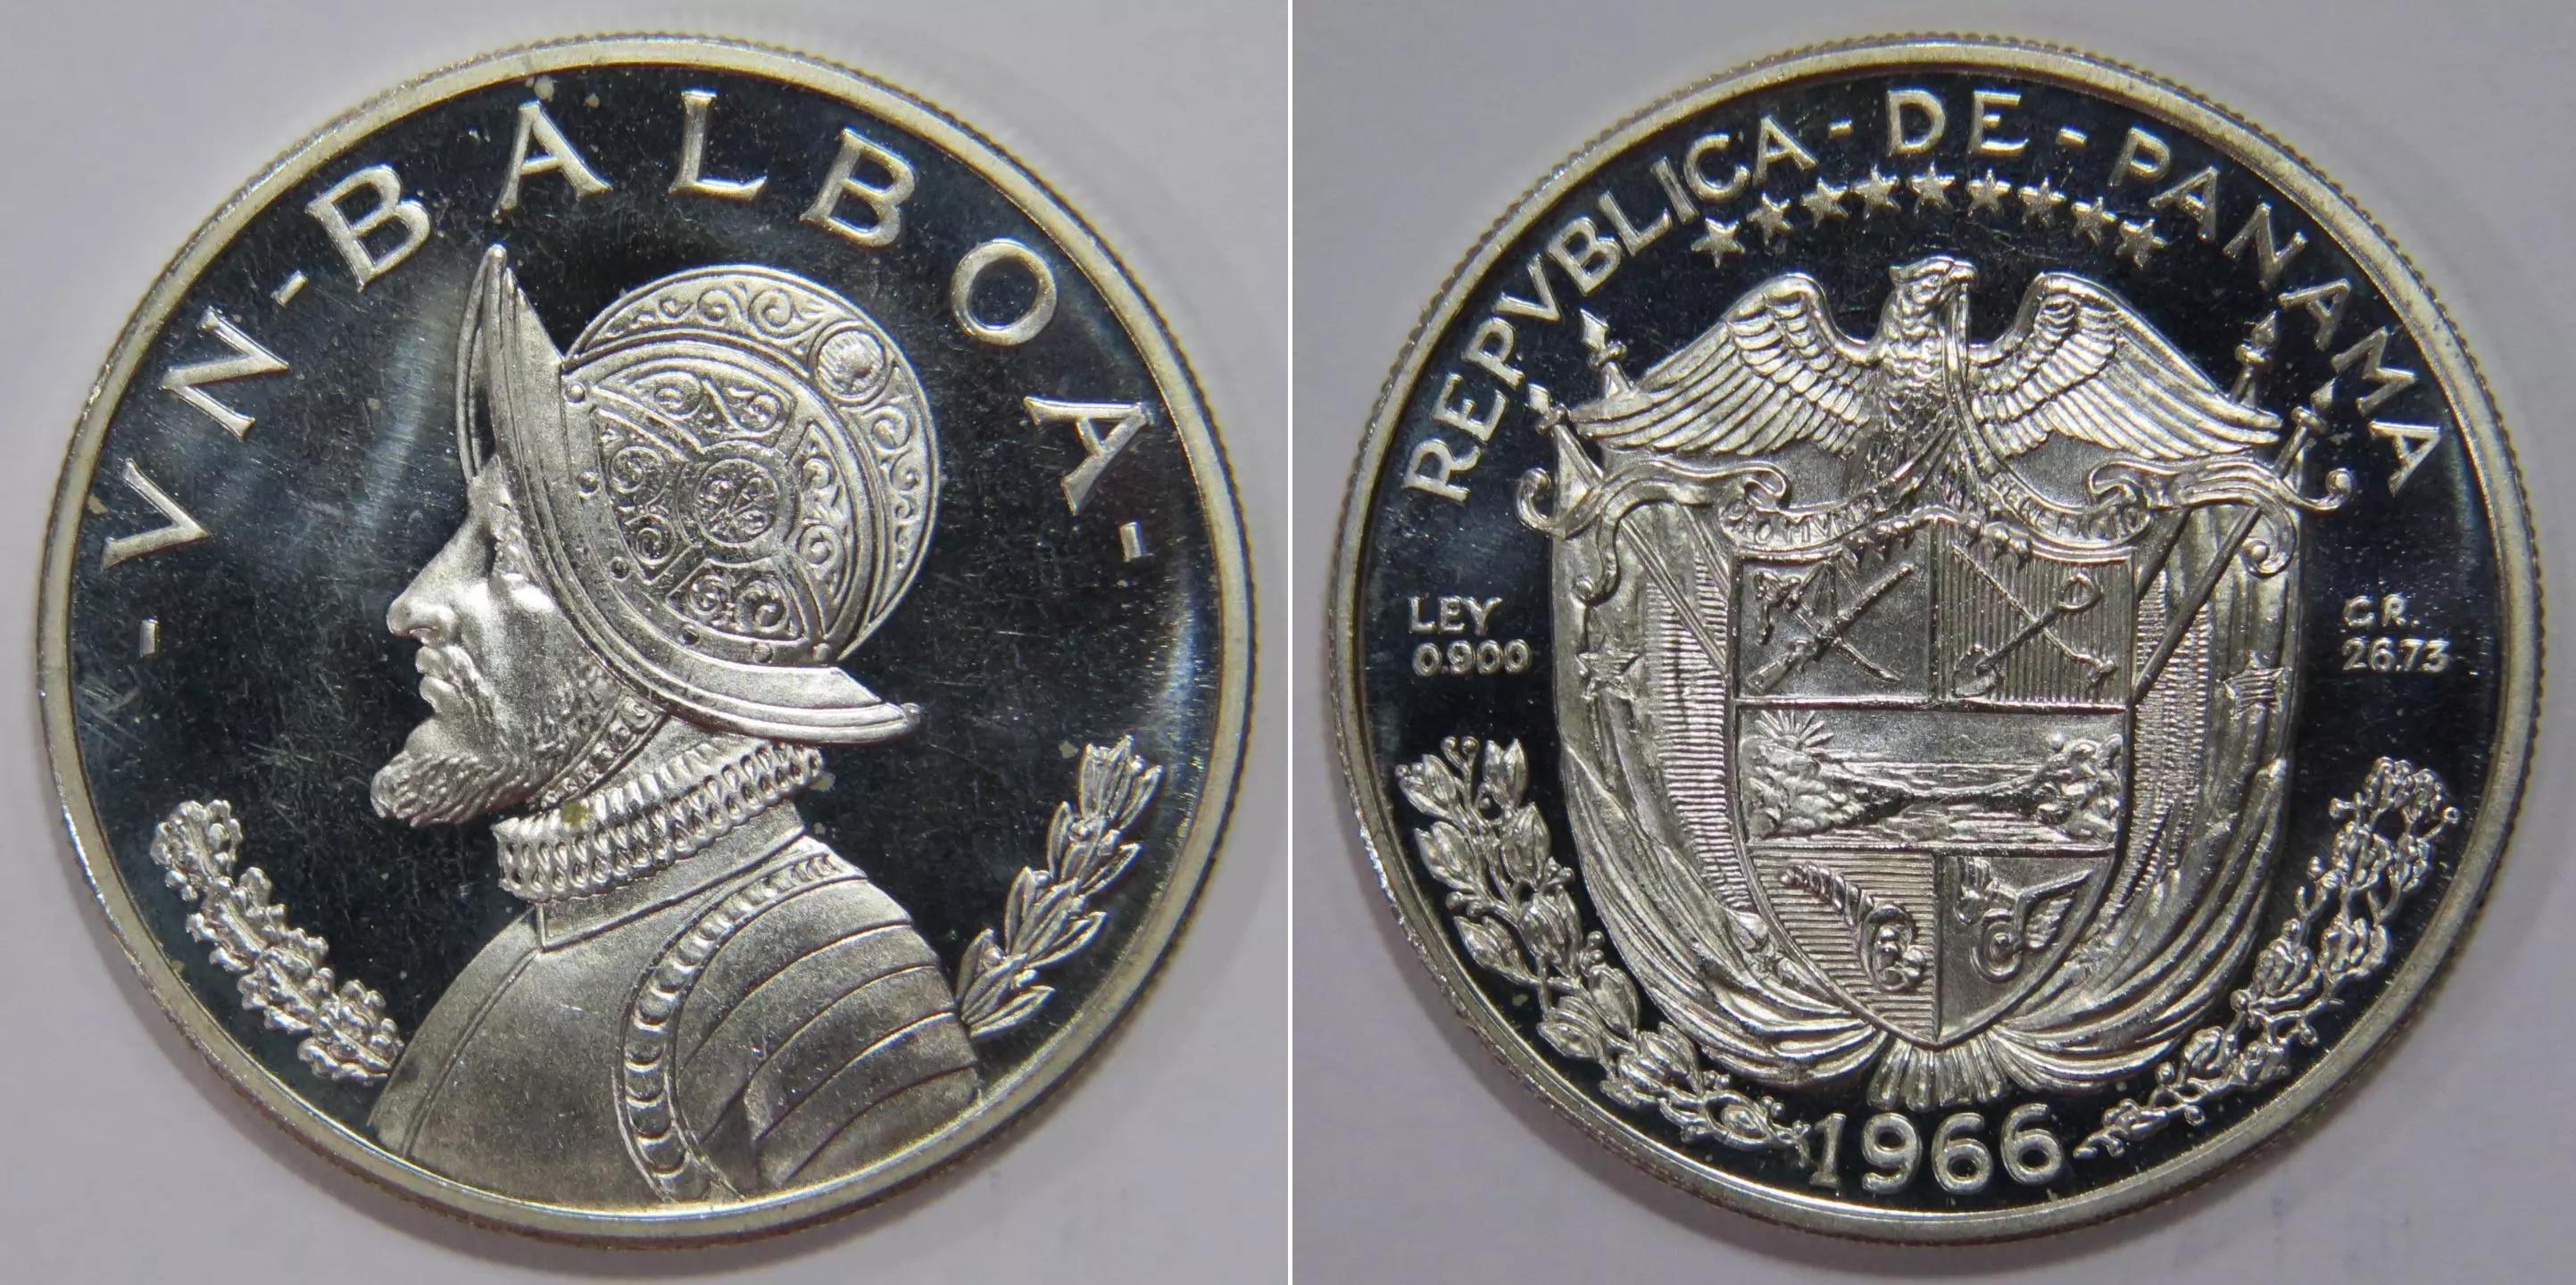 -VN-BALBOA-
REPVBLICA-DE-PANAMA
LEY
0.900
GR.
26.73
1966